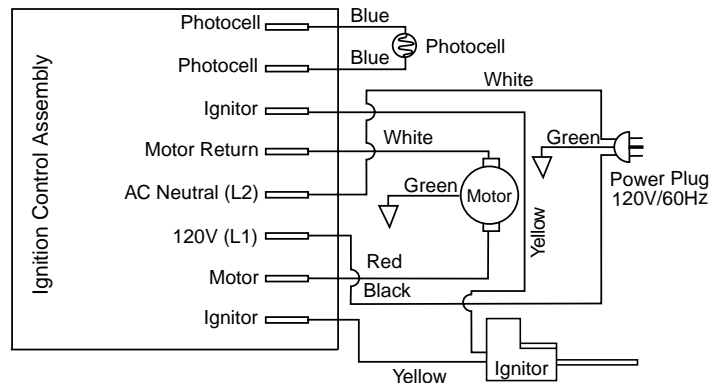 Ignition Control Assembly
Photocell
Blue
Photocell
Blue
Photocell
Ignitor
White
Motor Return
White
Green
Power Plug
120V/60Hz
AC Neutral (L2)
Green
Motor
120V (L1)
Yellow
Motor
Red
Black
Ignitor
Yellow
Ignitor